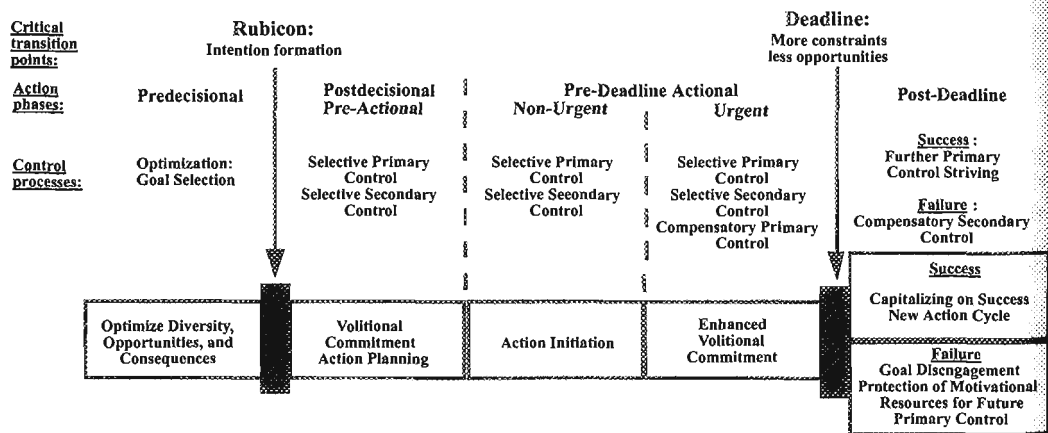 Critical
transition
points:
Rubicon:
Intention formation
Deadline:
More constraints
less opportunities
Action
phases:
Predecisional
Postdecisional
Pre-Actional
Pre-Deadline Actional
Non-Urgent
Urgent
Post-Deadline
Control
processes:
Optimization:
Goal Selection
Selective Primary
Control
Selective Secondary
Control
Selective Primary
Control
Selective Secondary
Control
Selective Primary
Control
Selective Secondary
Control
Compensatory Primary
Control
Success :
Further Primary
Control Striving
Failure :
Compensatory Secondary
Control
Optimize Diversity,
Opportunities, and
Consequences
Volitional
Commitment
Action Planning
Action Initiation
Enhanced
Volitional
Commitment
Success
Capitalizing on Success
New Action Cycle
Failure
Goal Disengagement
Protection of Motivational
Resources for Future
Primary Control